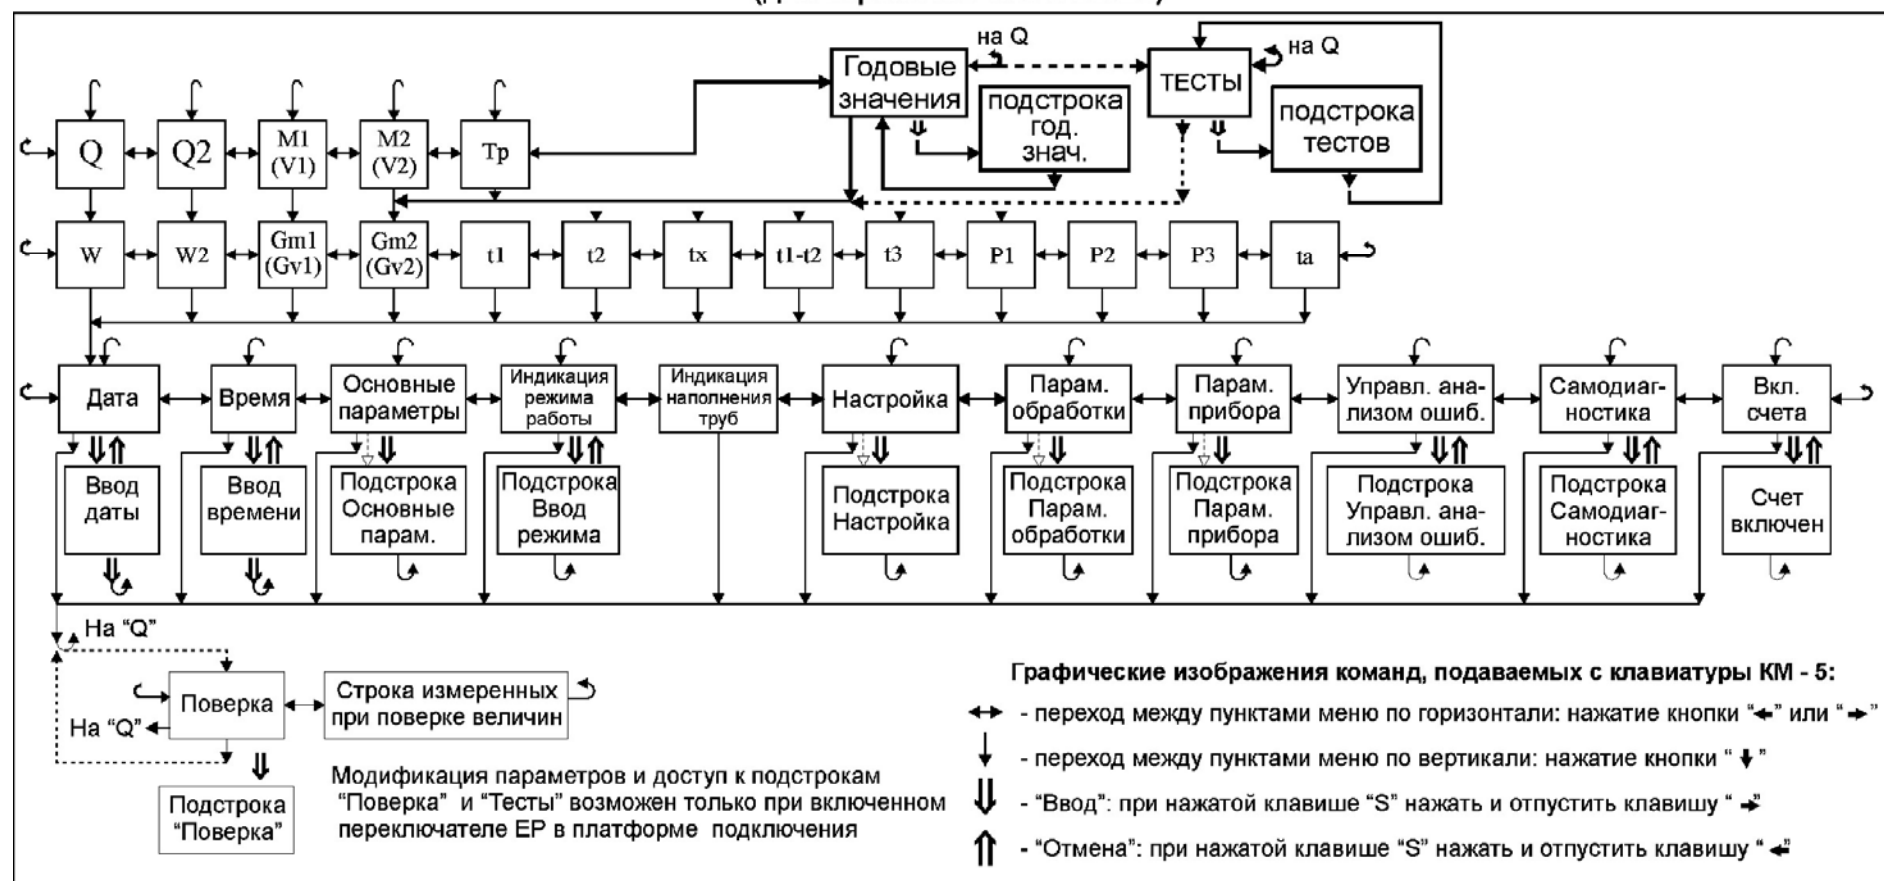 на Q
на Q
Годовые
значения
ТЕСТЫ
подстрока
год.
знач.
подстрока
тестов
Q
Q2
M1
(V1)
M2
(V2)
Tp
W
W2
Gm1
(Gv1)
Gm2
(Gv2)
t1
t2
tx
t1-t2
t3
P1
P2
P3
ta
Дата
Время
Основные
параметры
Индикация
режима
работы
Индикация
наполнения
труб
Настройка
Парам.
обработки
Парам.
прибора
Управл. ана-
лизом ошиб.
Самодиаг-
ностика
Вкл.
счета
Ввод
даты
Ввод
времени
Подстрока
Основные
парам.
Подстрока
Ввод
режима
Подстрока
Настройка
Подстрока
Парам.
обработки
Подстрока
Парам.
прибора
Подстрока
Управл. ана-
лизом ошиб.
Подстрока
Самодиаг-
ностика
Счет
включен
На “Q”
Поверка
Строка измеренных
при поверке величин
На “Q”
Подстрока
“Поверка”
Модификация параметров и доступ к подстрокам
“Поверка” и “Тесты” возможен только при включенном
переключателе ЕР в платформе подключения
Графические изображения команд, подаваемых с клавиатуры КМ - 5:
- переход между пунктами меню по горизонтали: нажатие кнопки “←” или “→”
- переход между пунктами меню по вертикали: нажатие кнопки “↓”
- “Ввод”: при нажатой клавише “S” нажать и отпустить клавишу “→”
- “Отмена”: при нажатой клавише “S” нажать и отпустить клавишу “←”